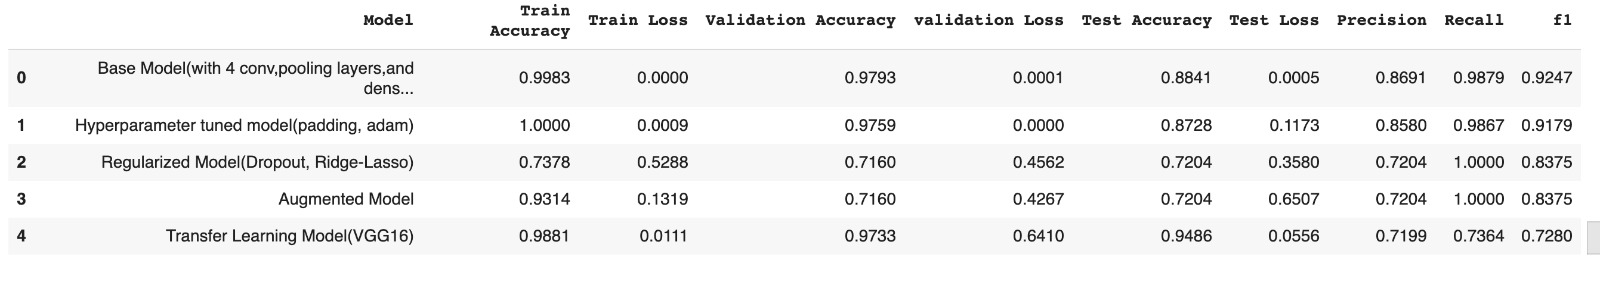 Model Train Accuracy Train Loss Validation Accuracy validation Loss Test Accuracy Test Loss Precision Recall f1
0 Base Model(with 4 conv,pooling layers,and dens... 0.9983 0.0000 0.9793 0.0001 0.8841 0.0005 0.8691 0.9879 0.9247
1 Hyperparameter tuned model(padding, adam) 1.0000 0.0009 0.9759 0.0000 0.8728 0.1173 0.8580 0.9867 0.9179
2 Regularized Model(Dropout, Ridge-Lasso) 0.7378 0.5288 0.7160 0.4562 0.7204 0.3580 0.7204 1.0000 0.8375
3 Augmented Model 0.9314 0.1319 0.7160 0.4267 0.7204 0.6507 0.7204 1.0000 0.8375
4 Transfer Learning Model(VGG16) 0.9881 0.0111 0.9733 0.6410 0.9486 0.0556 0.7199 0.7364 0.7280